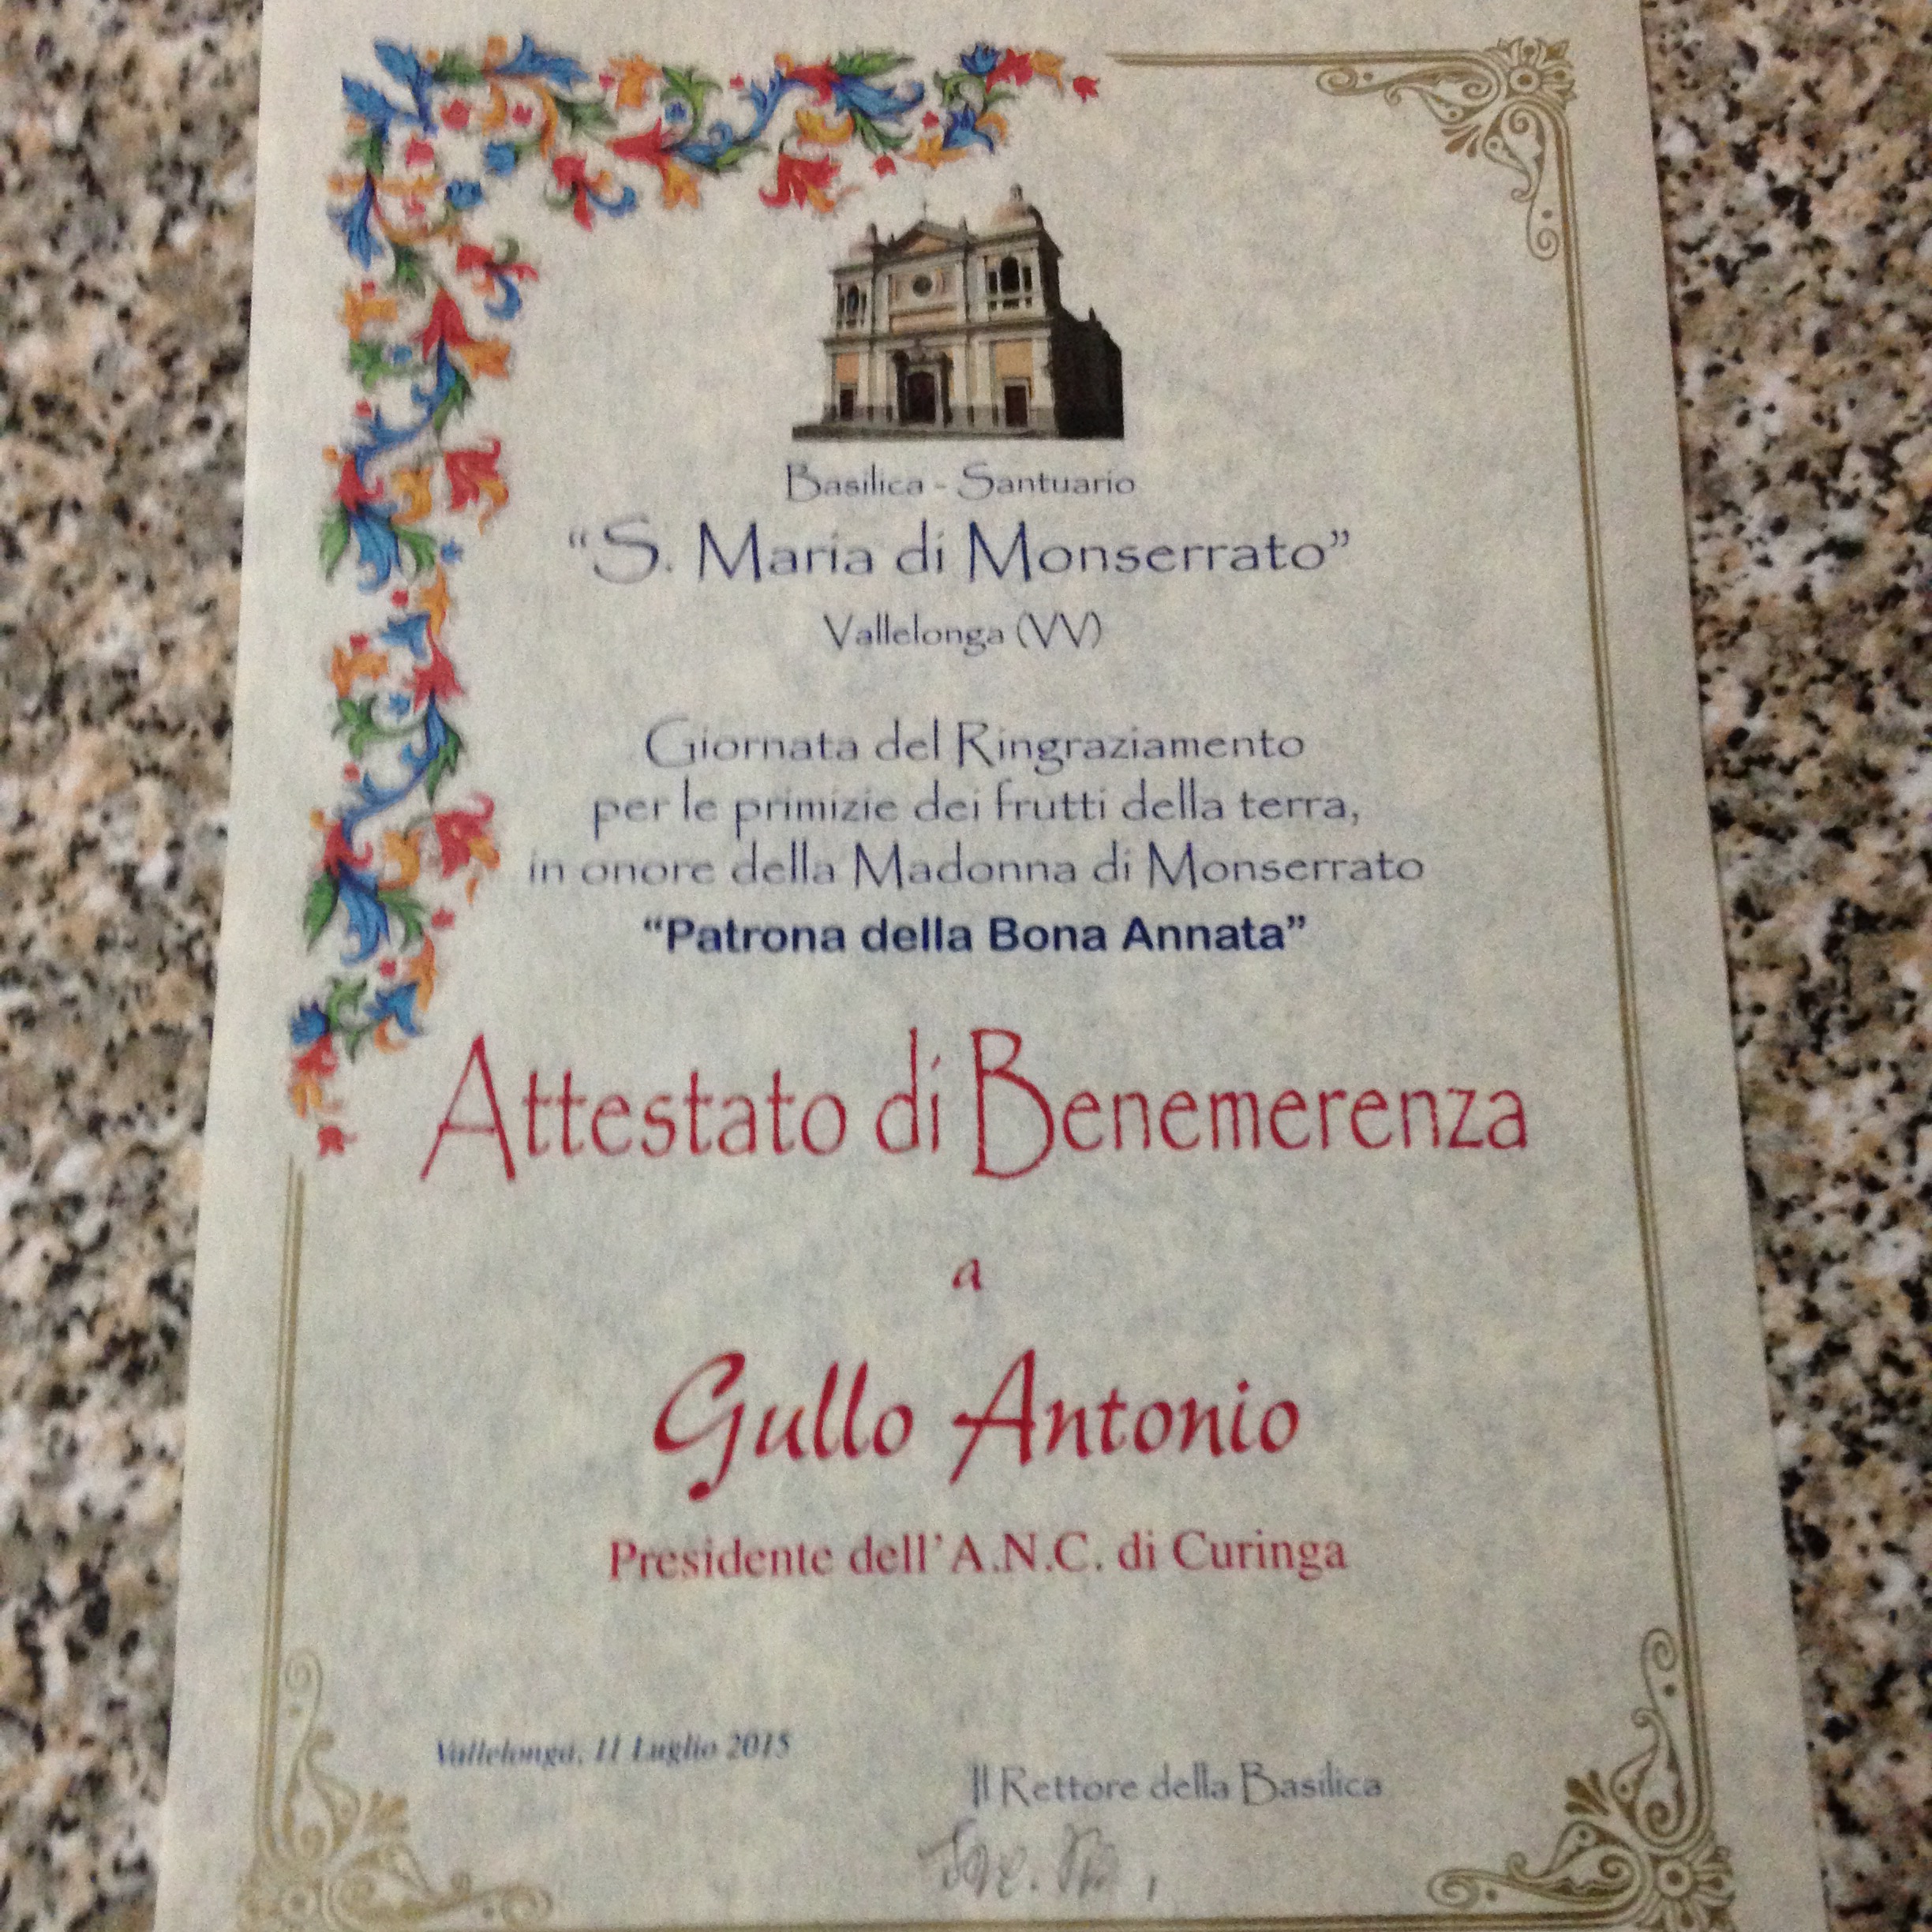 Basilica - Santuario
“S. Maria di Monserrato”
Vallelonga (VV)
Giornata del Ringraziamento
per le primizie dei frutti della terra,
in onore della Madonna di Monserrato
“Patrona della Bona Annata”
Attestato di Benemerenza
a
Gullo Antonio
Presidente dell’A.N.C. di Curinga
Vallelonga, 11 Luglio 2015
Il Rettore della Basilica